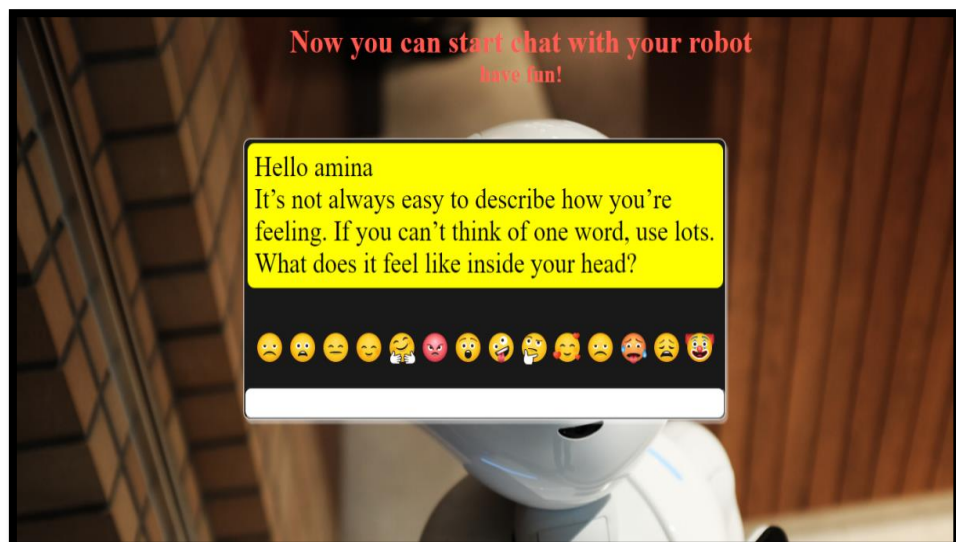 Now you can start chat with your robot
have fun!
Hello amina
It’s not always easy to describe how you’re
feeling. If you can’t think of one word, use lots.
What does it feel like inside your head?